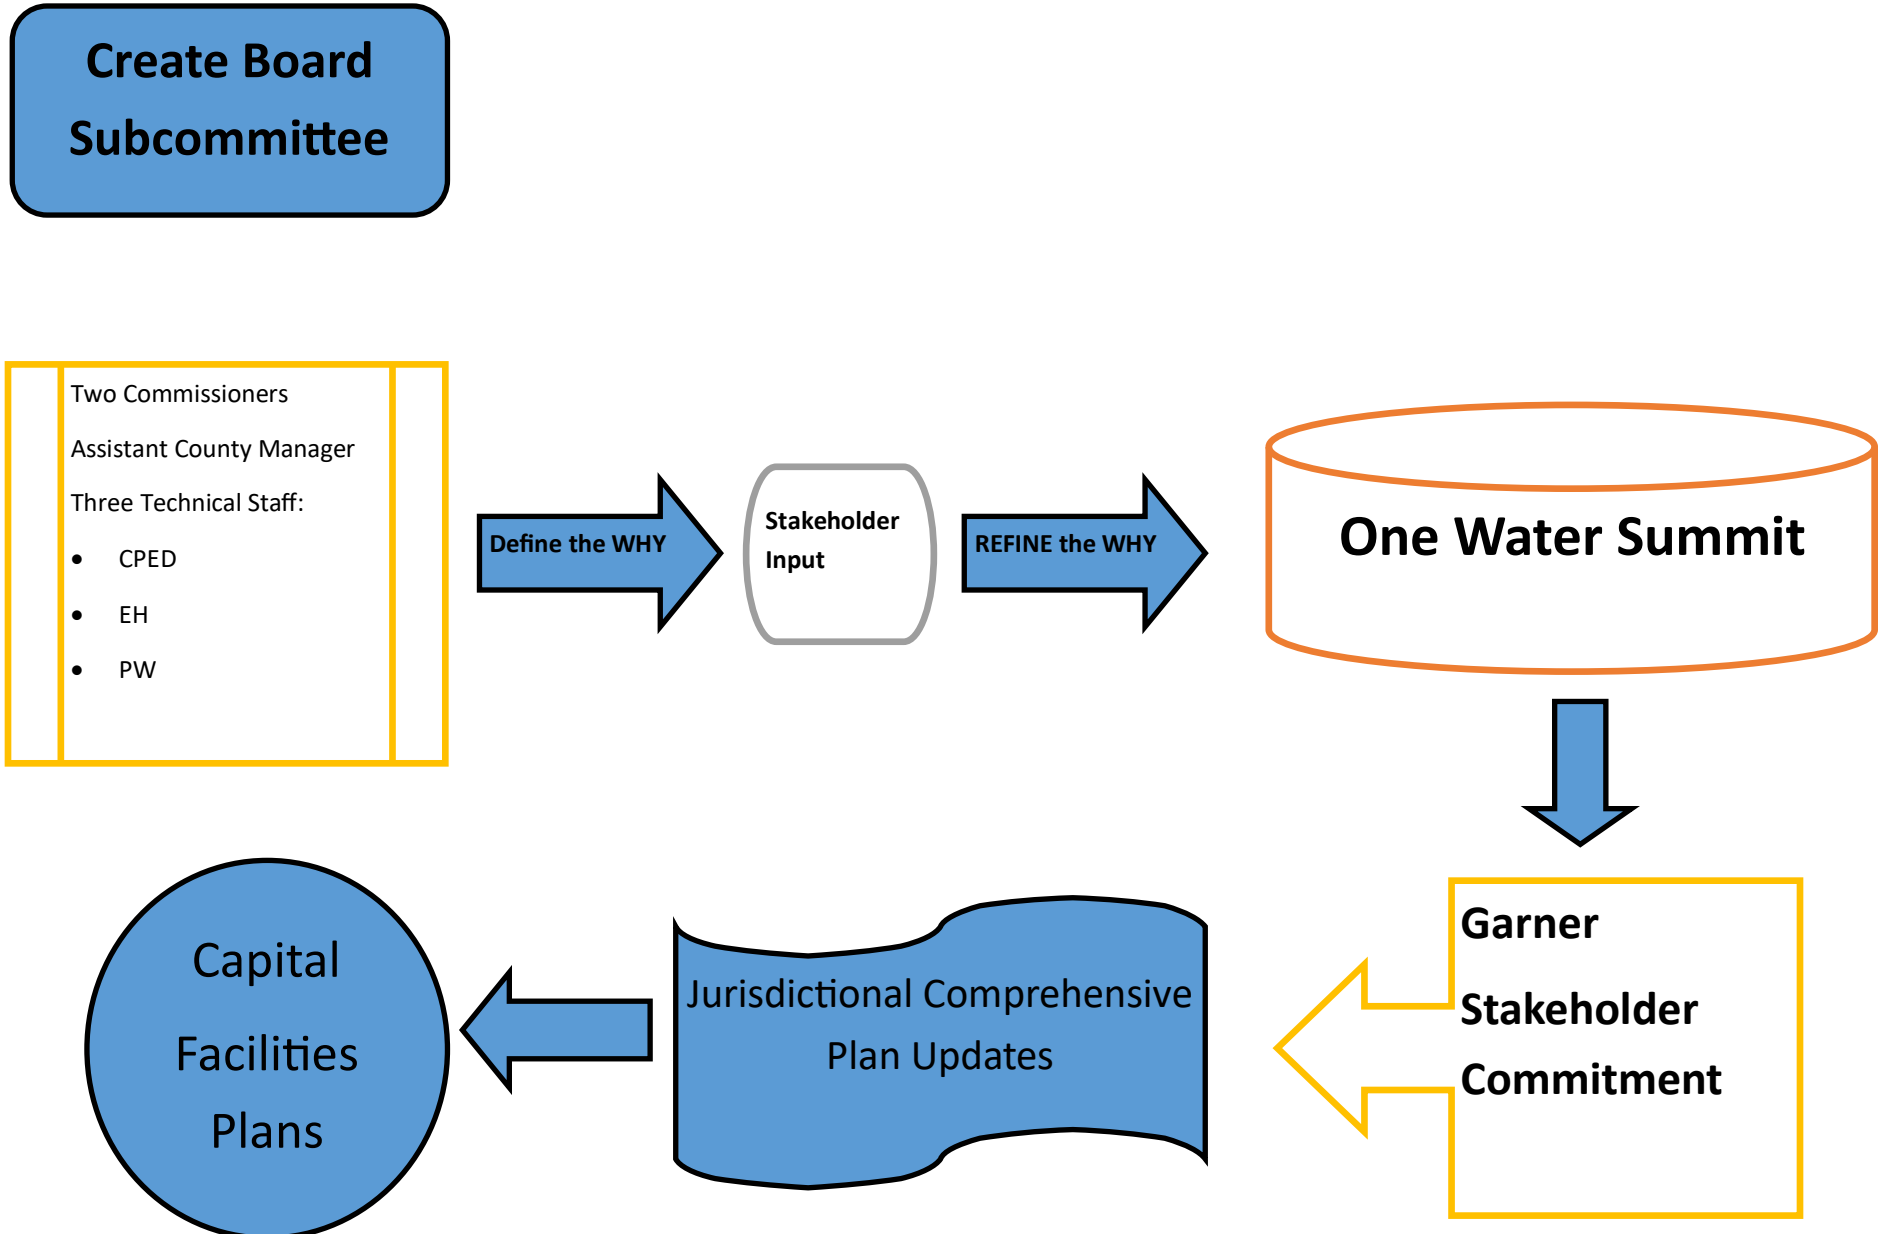 Create Board
Subcommittee
Two Commissioners
Assistant County Manager
Three Technical Staff:
• CPED
• EH
• PW
Define the WHY
Stakeholder
Input
REFINE the WHY
One Water Summit
Garner
Stakeholder
Commitment
Jurisdictional Comprehensive
Plan Updates
Capital
Facilities
Plans